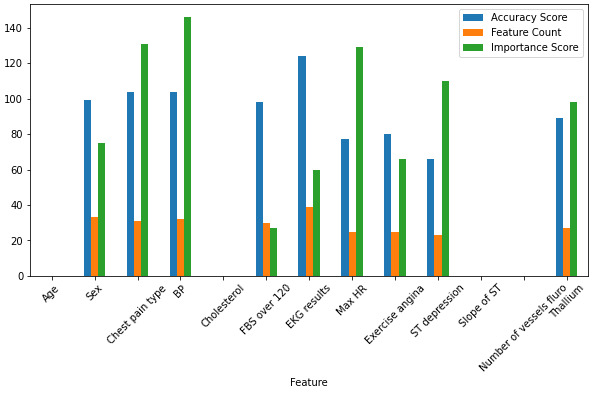 Accuracy Score
Feature Count
Importance Score
140
120
100
80
60
40
20
0
Age
Sex
Chest pain type
BP
Cholesterol
FBS over 120
EKG results
Max HR
Exercise angina
ST depression
Slope of ST
Number of vessels fluro
Thallium
Feature